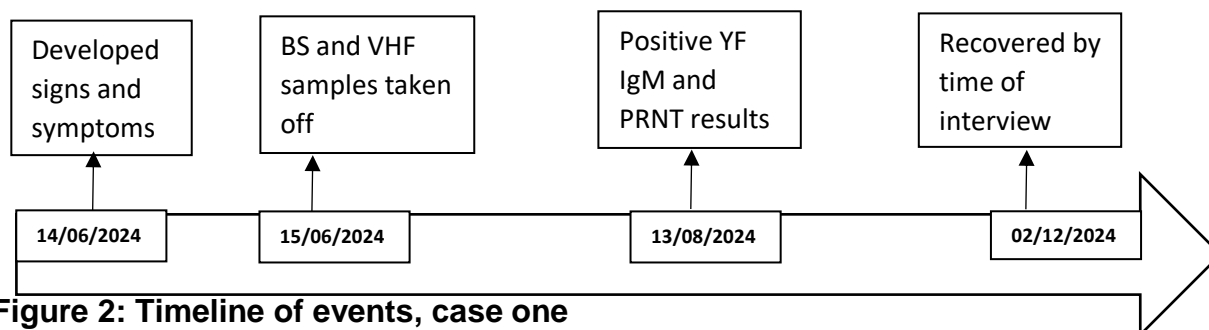 Developed
signs and
symptoms
BS and VHF
samples taken
off
Positive YF
IgM and
PRNT results
Recovered by
time of
interview
14/06/2024
15/06/2024
13/08/2024
02/12/2024
Figure 2: Timeline of events, case one